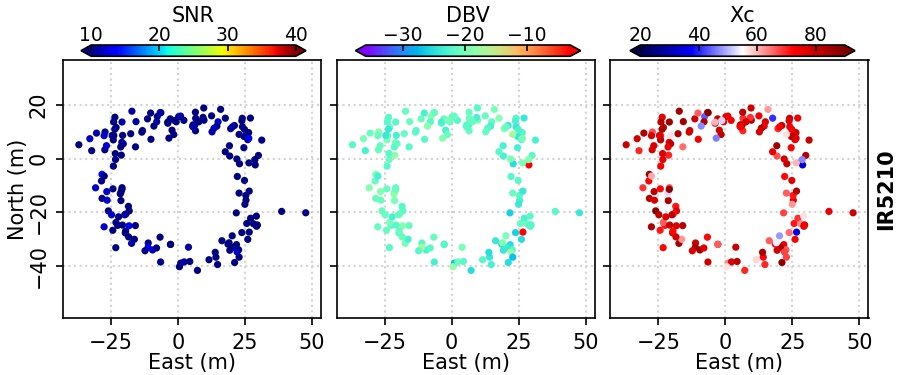 SNR DBV Xc
10 20 30 40 −30 −20 −10 20 40 60 80
20
0
−20
−40
North (m)
−25 0 25 50 −25 0 25 50 −25 0 25 50
East (m) East (m) East (m)
IR5210